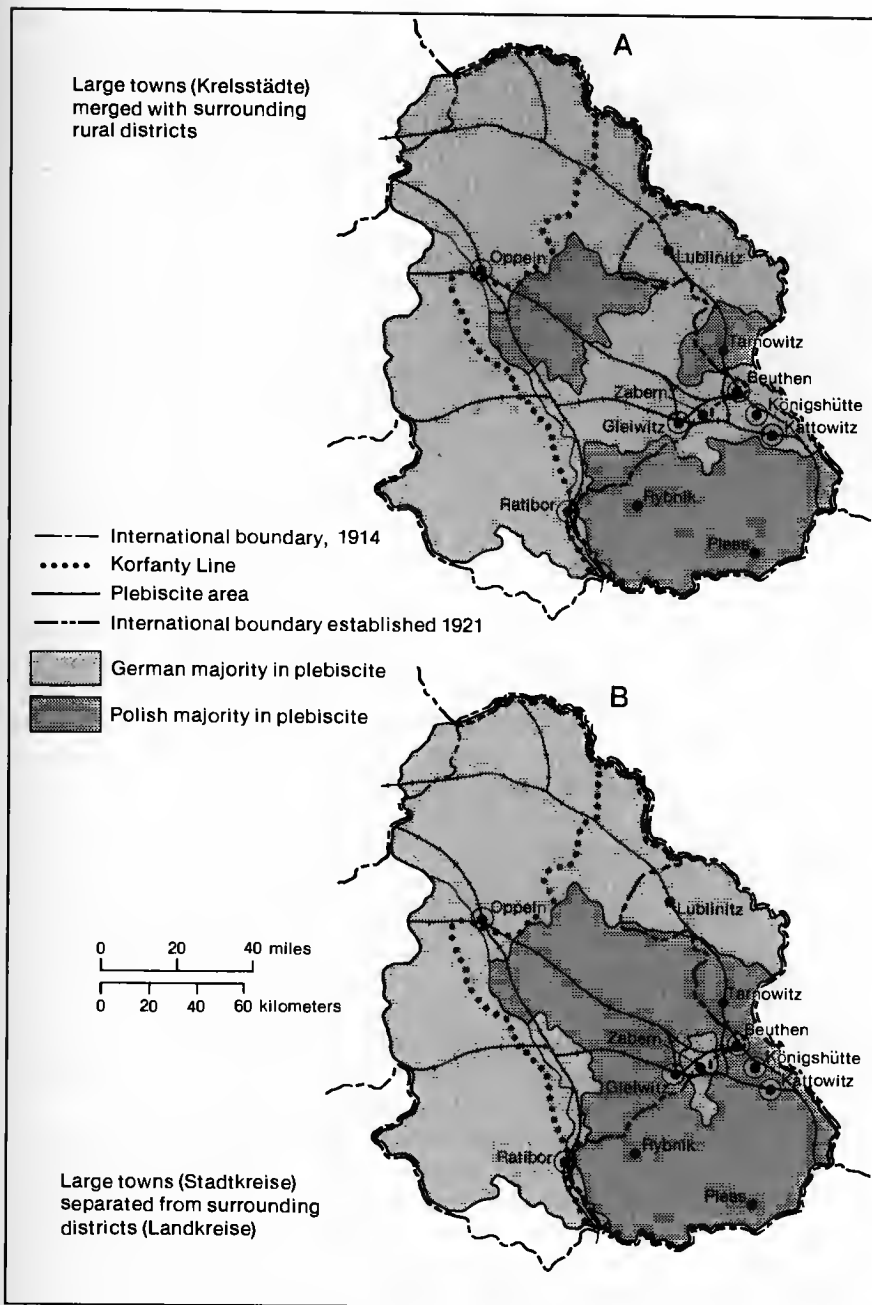 A
Large towns (Krelsstädte)
merged with surrounding
rural districts
Oppeln
Lublinitz
Tarnowitz
Beuthen
Zabern
Königshütte
Gleiwitz
Kattowitz
Ratibor
Rybnik
Pless
International boundary, 1914
Korfanty Line
Plebiscite area
International boundary established 1921
German majority in plebiscite
Polish majority in plebiscite
B
Oppeln
Lublinitz
0 20 40 miles
0 20 40 60 kilometers
Tarnowitz
Beuthen
Zabern
Königshütte
Gleiwitz
Kattowitz
Ratibor
Rybnik
Pless
Large towns (Stadtkreise)
separated from surrounding
districts (Landkreise)